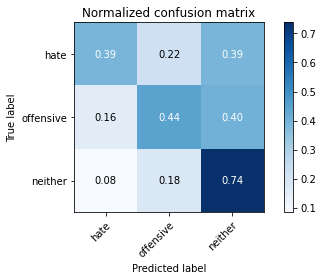 Normalized confusion matrix
True label
hate
offensive
neither
0.39 0.22 0.39
0.16 0.44 0.40
0.08 0.18 0.74
hate
offensive
neither
Predicted label
0.7
0.6
0.5
0.4
0.3
0.2
0.1